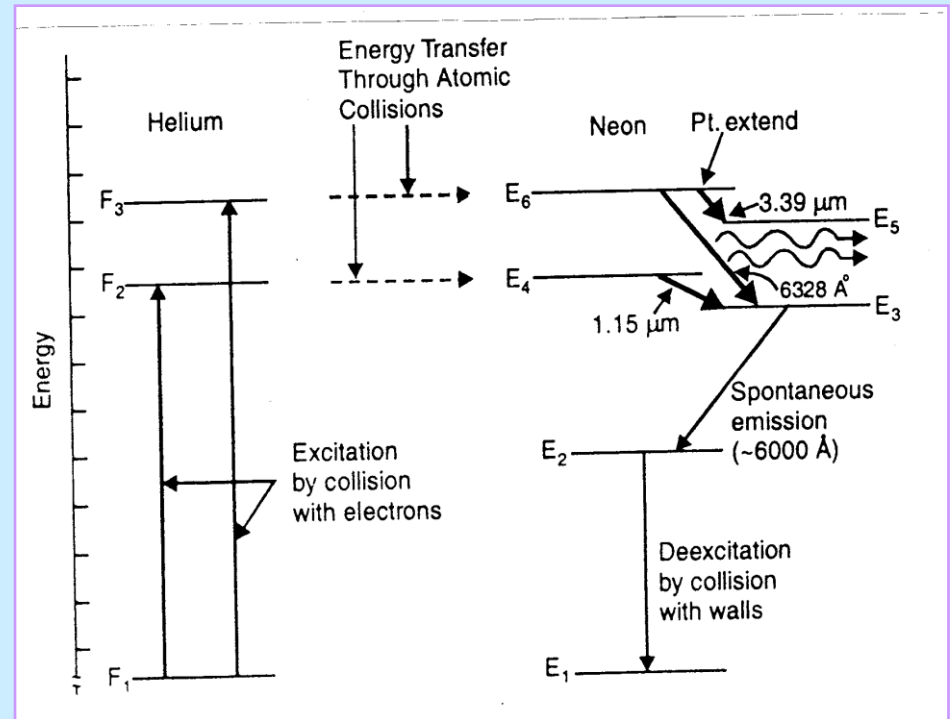 Energy Transfer
Through Atomic
Collisions
Helium
Neon
Pt. extend
F3
E6
3.39 μm
E5
F2
E4
6328 Å
E3
1.15 μm
Energy
Spontaneous
emission
(~6000 Å)
E2
Excitation
by collision
with electrons
Deexcitation
by collision
with walls
F1
E1